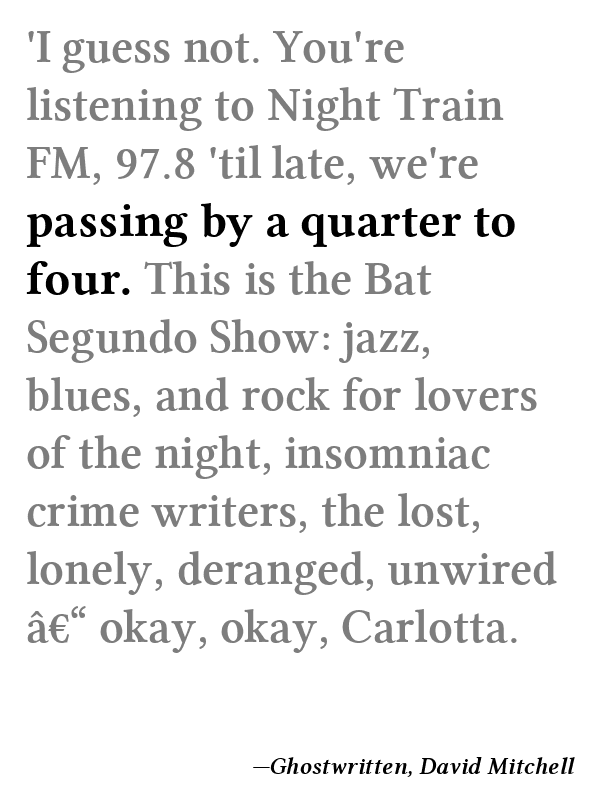 'I guess not. You're
listening to Night Train
FM, 97.8 'til late, we're
passing by a quarter to
four. This is the Bat
Segundo Show: jazz,
blues, and rock for lovers
of the night, insomniac
crime writers, the lost,
lonely, deranged, unwired
â€“ okay, okay, Carlotta.
—Ghostwritten, David Mitchell